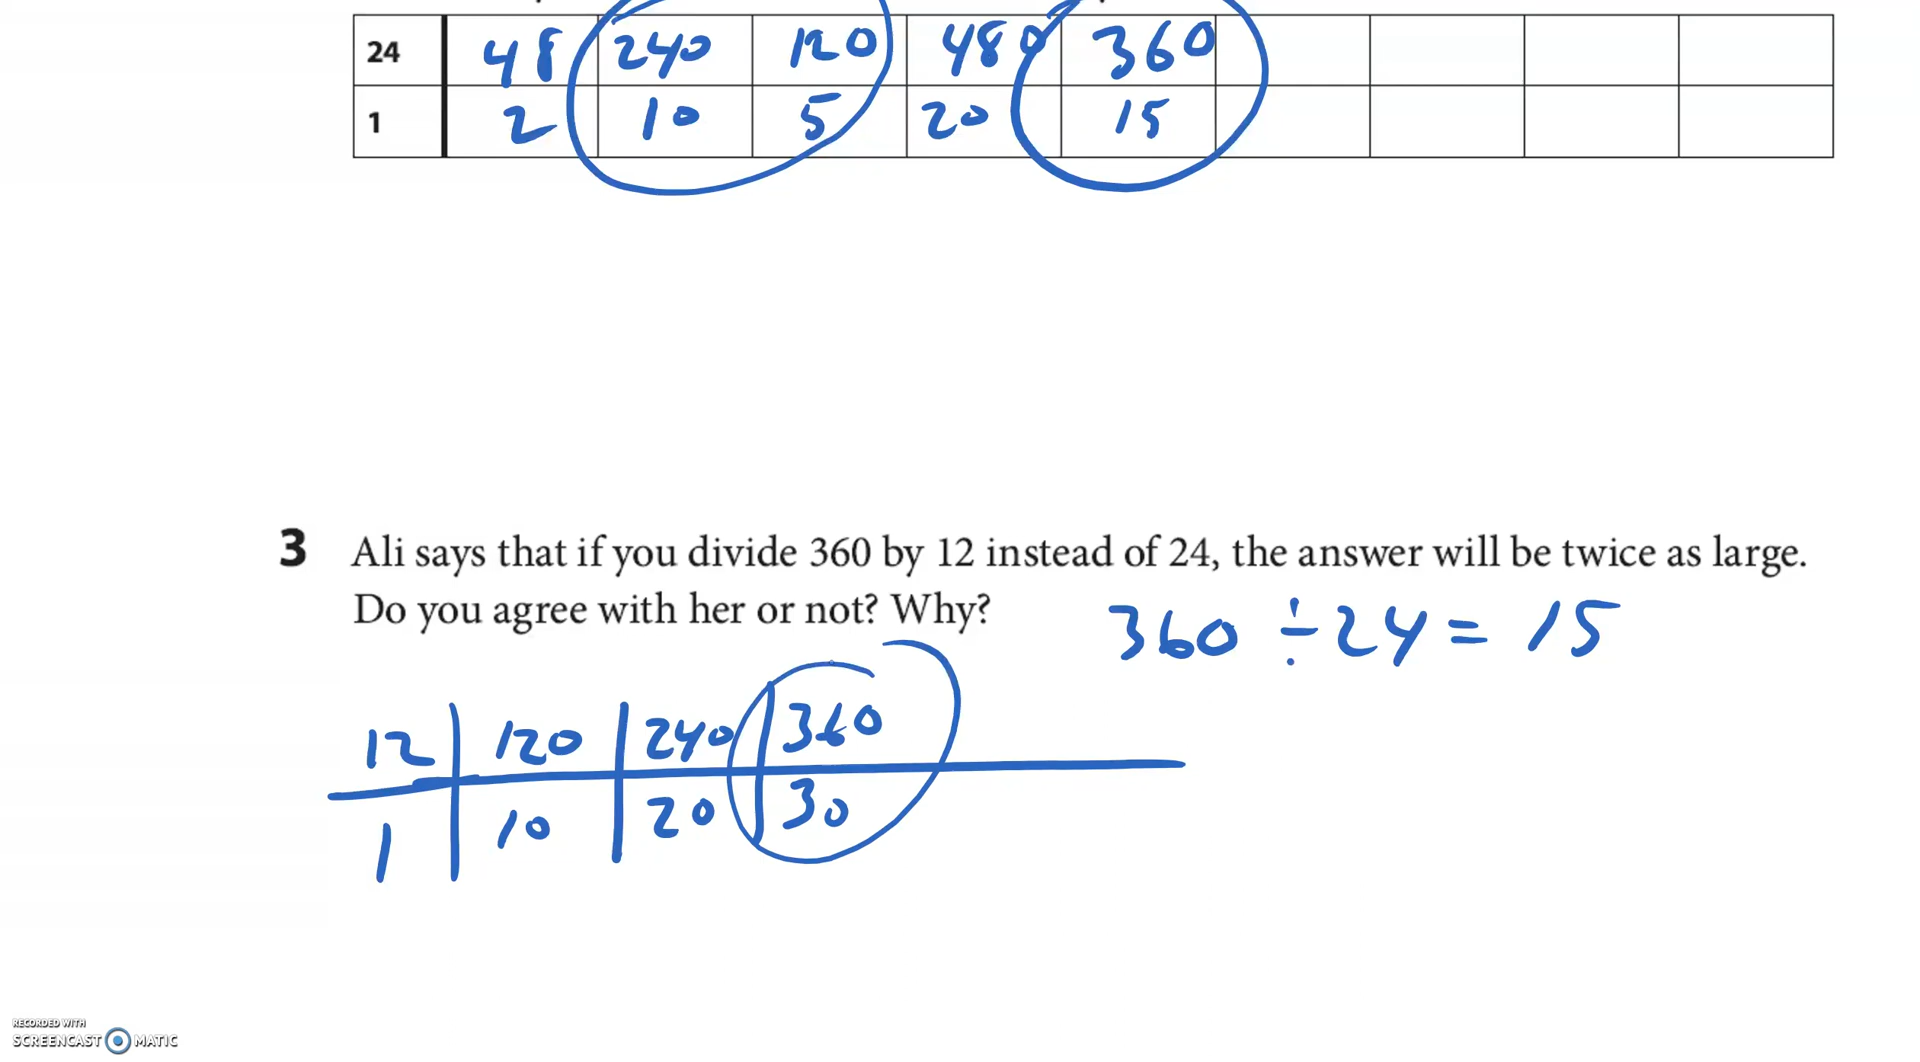 24 48 240 120 480 360
1 2 10 5 20 15
3 Ali says that if you divide 360 by 12 instead of 24, the answer will be twice as large.
Do you agree with her or not? Why?
360 ÷ 24 = 15
12 120 240 360
1 10 20 30
RECORDED WITH
SCREENCAST MATIC